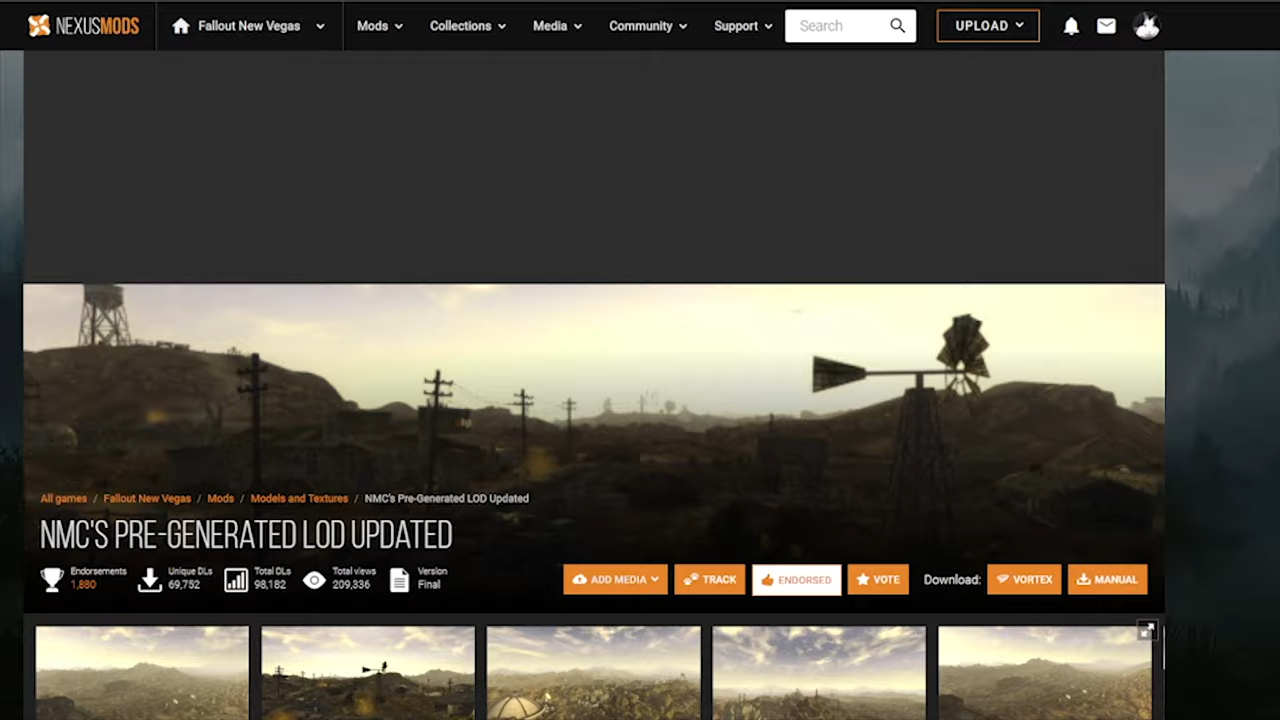 NEXUSMODS Fallout New Vegas Mods Collections Media Community Support Search UPLOAD
All games / Fallout New Vegas / Mods / Models and Textures / NMC's Pre-Generated LOD Updated
NMC'S PRE-GENERATED LOD UPDATED
Endorsements Unique DLs Total DLs Total views Version
1,880 69,752 98,182 209,336 Final
ADD MEDIA TRACK ENDORSED VOTE Download: VORTEX MANUAL